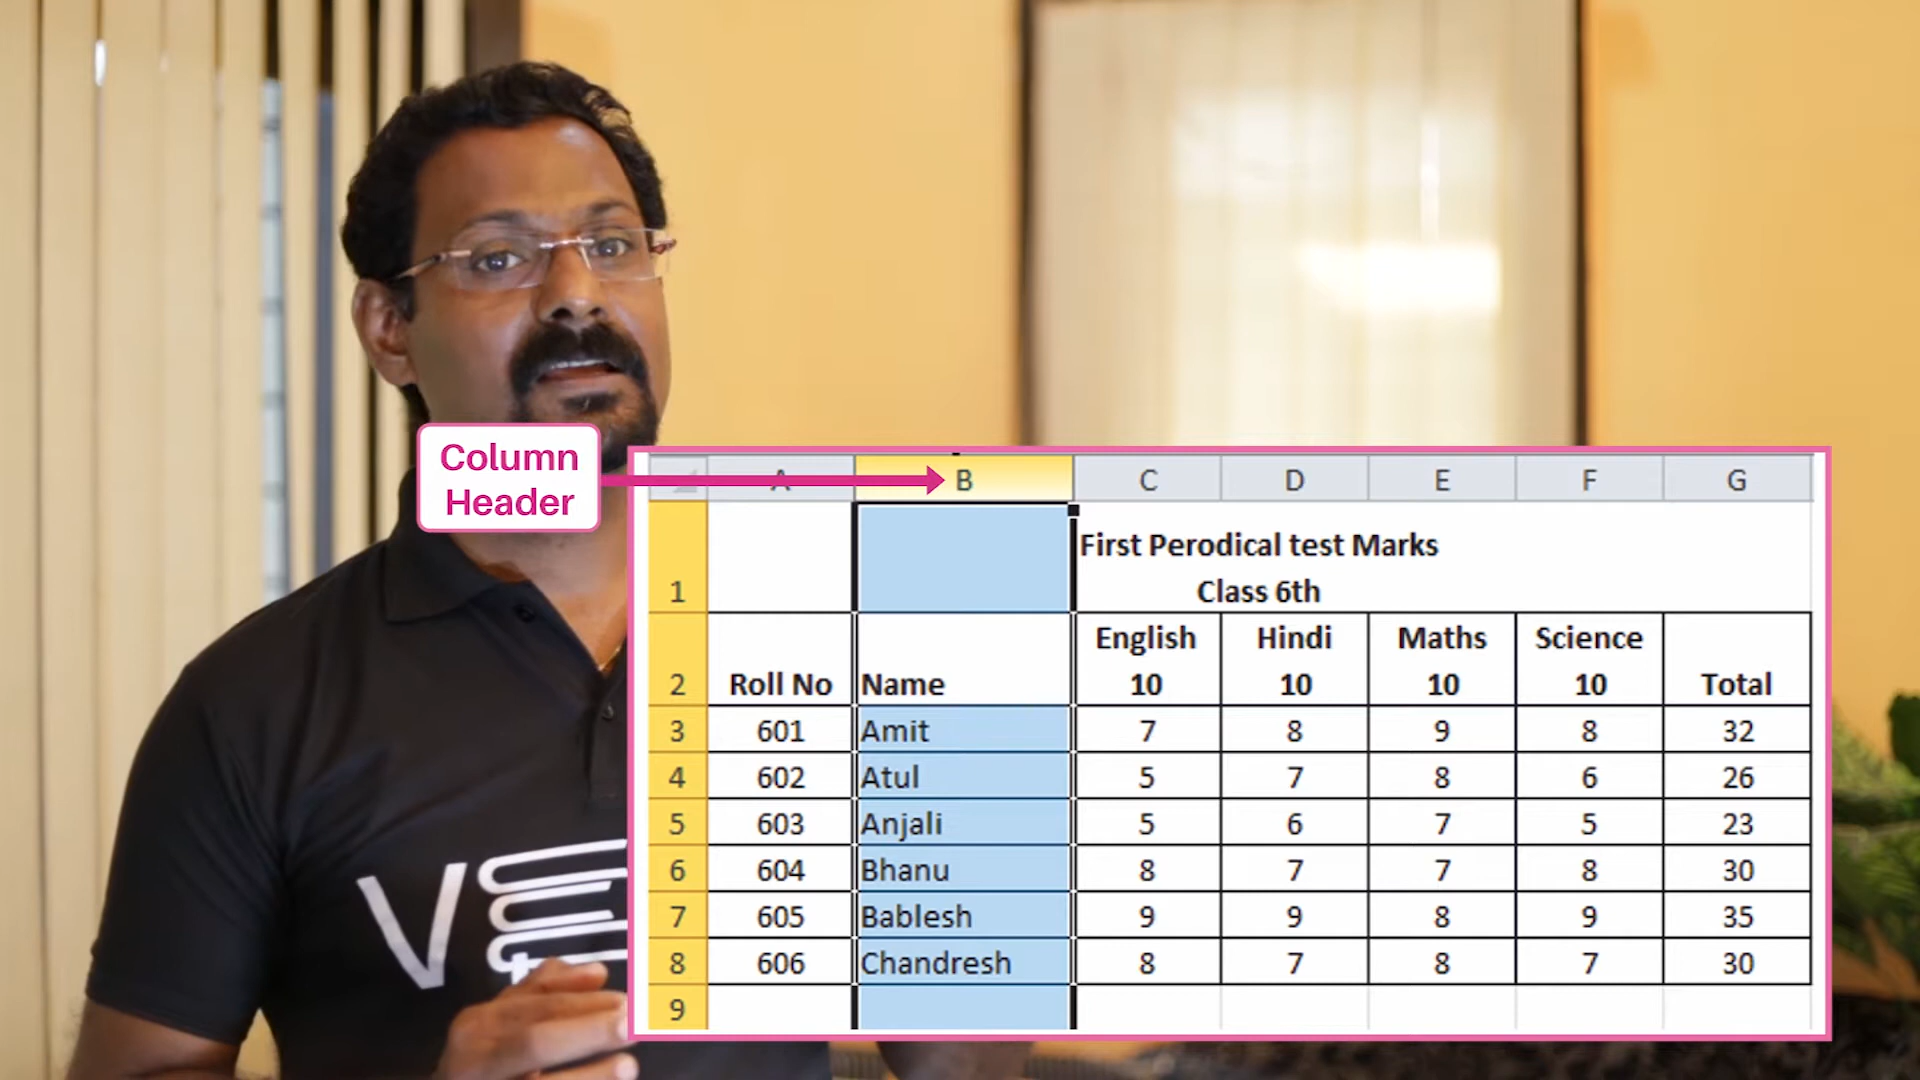 Column
Header
A B C D E F G
1 First Perodical test Marks
Class 6th
English Hindi Maths Science
2 Roll No Name 10 10 10 10 Total
3 601 Amit 7 8 9 8 32
4 602 Atul 5 7 8 6 26
5 603 Anjali 5 6 7 5 23
6 604 Bhanu 8 7 7 8 30
7 605 Bablesh 9 9 8 9 35
8 606 Chandresh 8 7 8 7 30
9